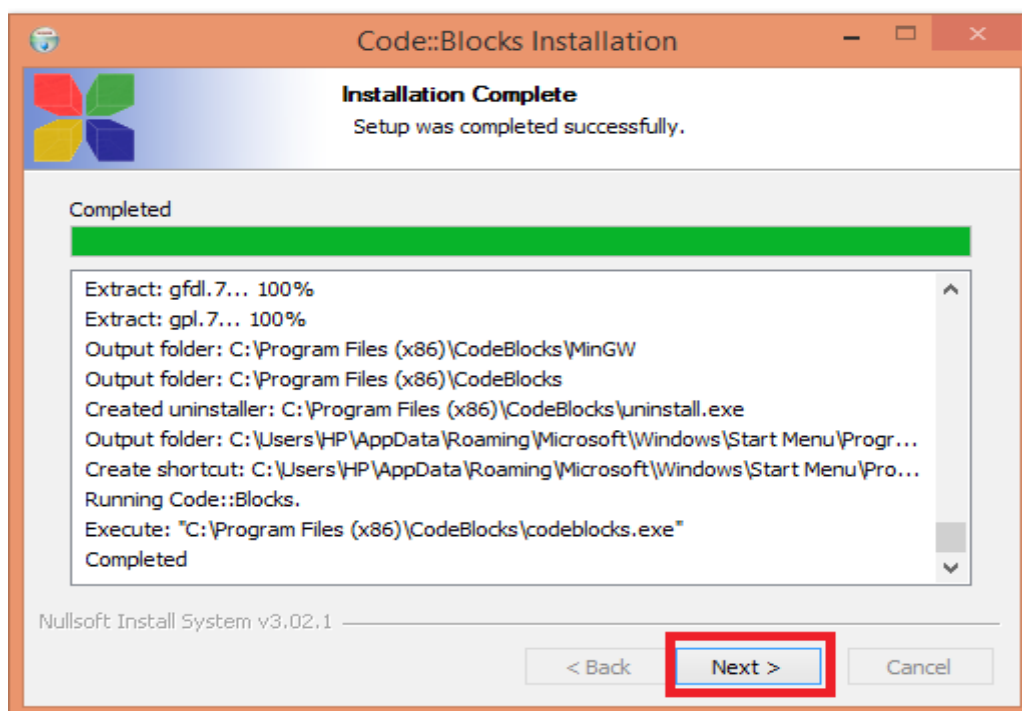 Code::Blocks Installation
Installation Complete
Setup was completed successfully.
Completed
Extract: gfdl.7... 100%
Extract: gpl.7... 100%
Output folder: C:\Program Files (x86)\CodeBlocks\MinGW
Output folder: C:\Program Files (x86)\CodeBlocks
Created uninstaller: C:\Program Files (x86)\CodeBlocks\uninstall.exe
Output folder: C:\Users\HP\AppData\Roaming\Microsoft\Windows\Start Menu\Progr...
Create shortcut: C:\Users\HP\AppData\Roaming\Microsoft\Windows\Start Menu\Pro...
Running Code::Blocks.
Execute: "C:\Program Files (x86)\CodeBlocks\codeblocks.exe"
Completed
Nullsoft Install System v3.02.1
< Back Next > Cancel